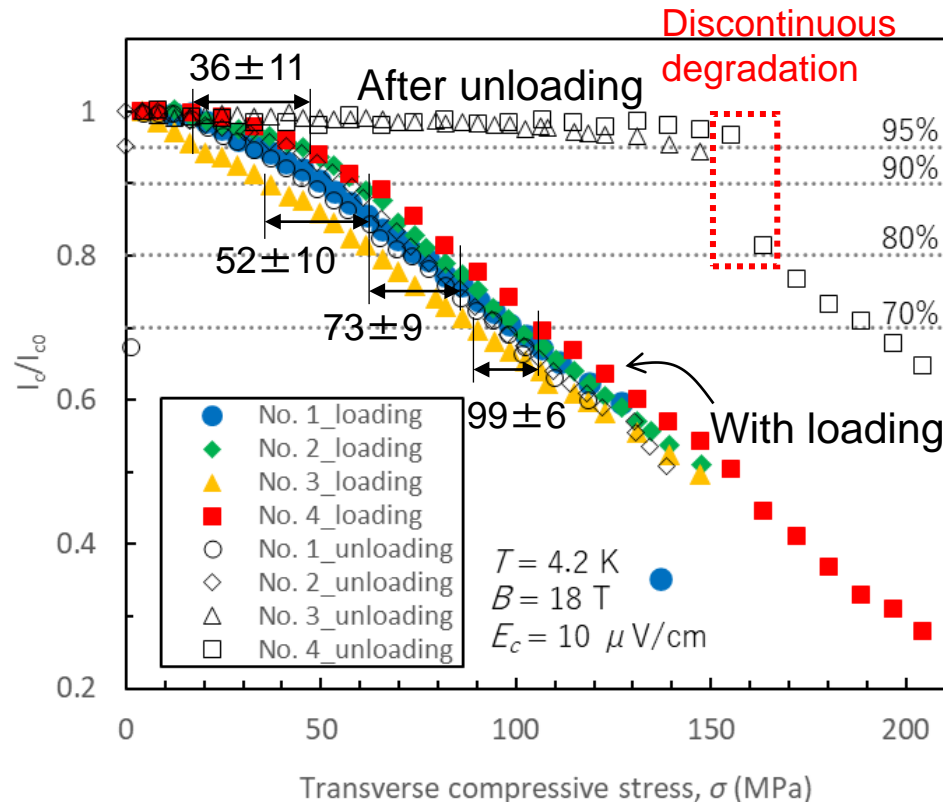 Discontinuous
degradation
36±11
After unloading
95%
90%
80%
70%
52±10
73±9
99±6
With loading
1
0.8
0.6
0.4
0.2
I_c/I_c0
No. 1_loading
No. 2_loading
No. 3_loading
No. 4_loading
No. 1_unloading
No. 2_unloading
No. 3_unloading
No. 4_unloading
T = 4.2 K
B = 18 T
E_c = 10 μV/cm
0
50
100
150
200
Transverse compressive stress, σ (MPa)